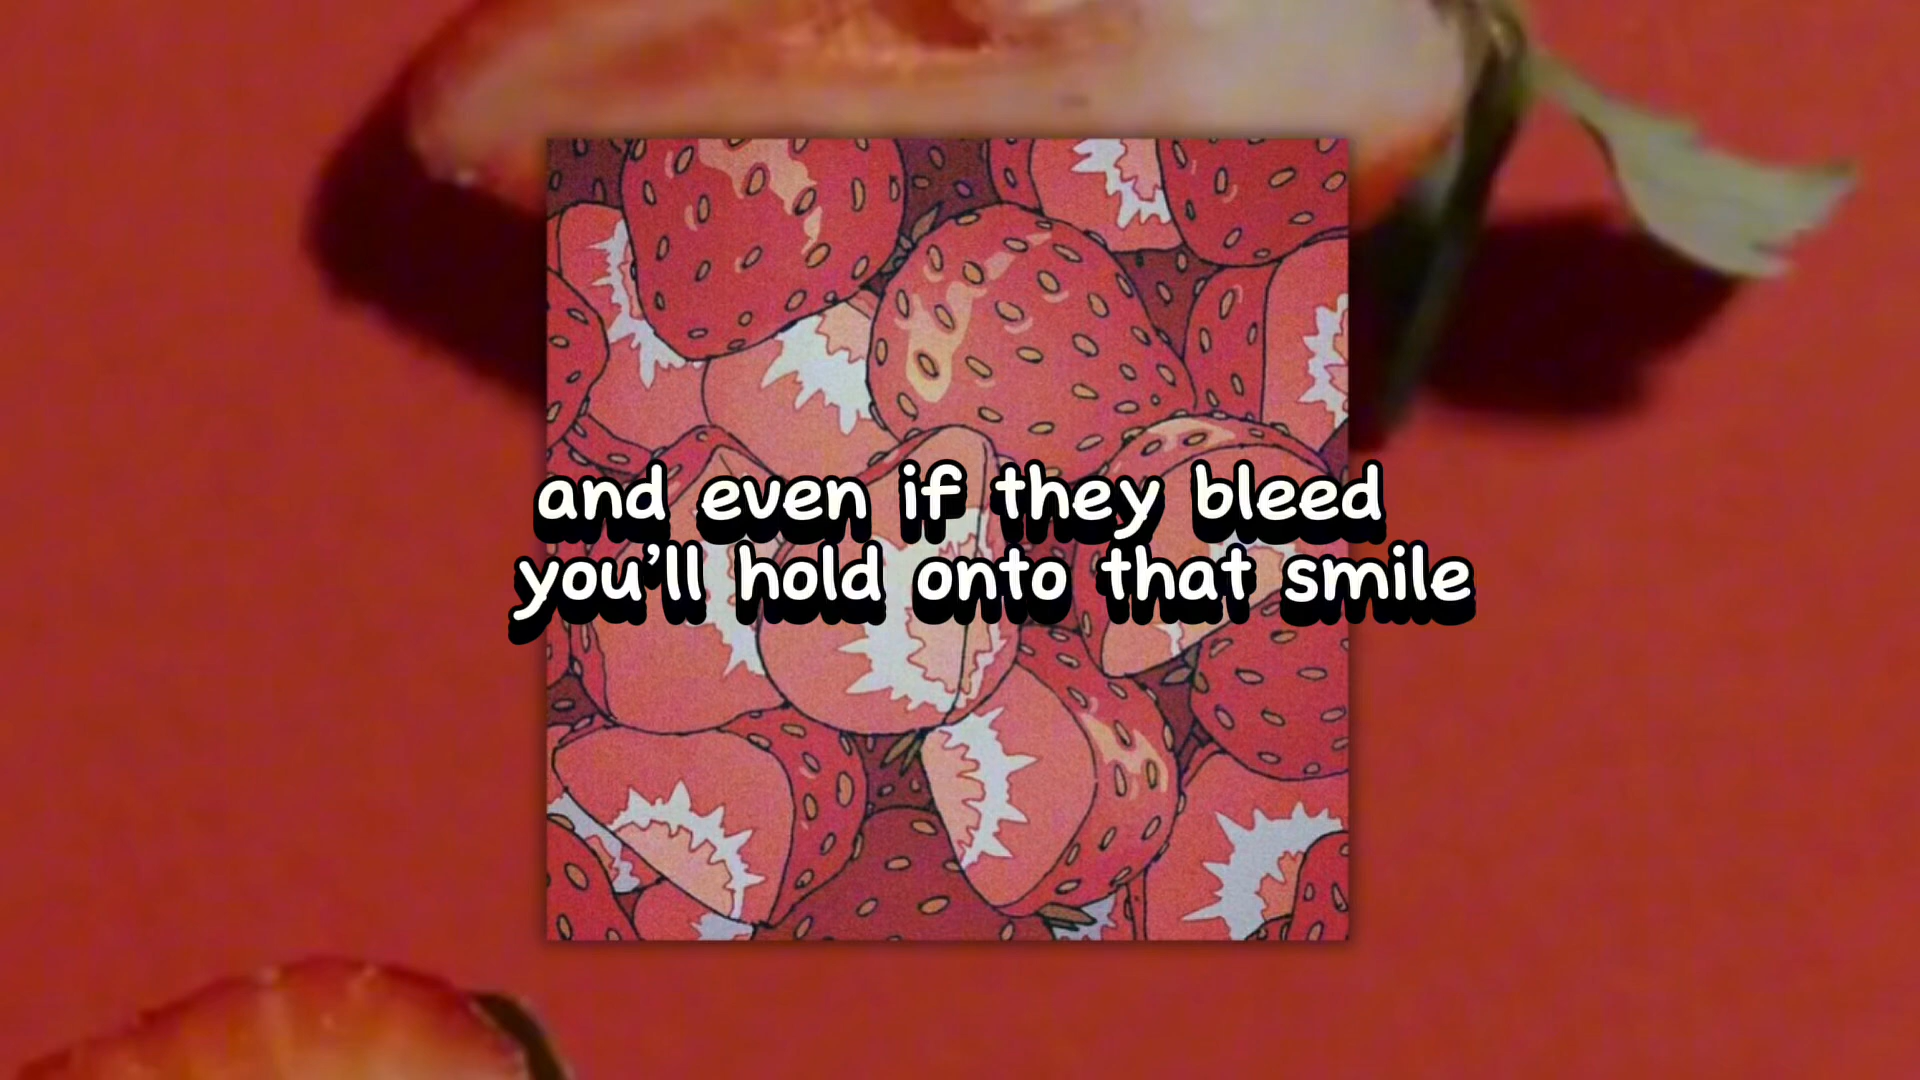 and even if they bleed
you’ll hold onto that smile